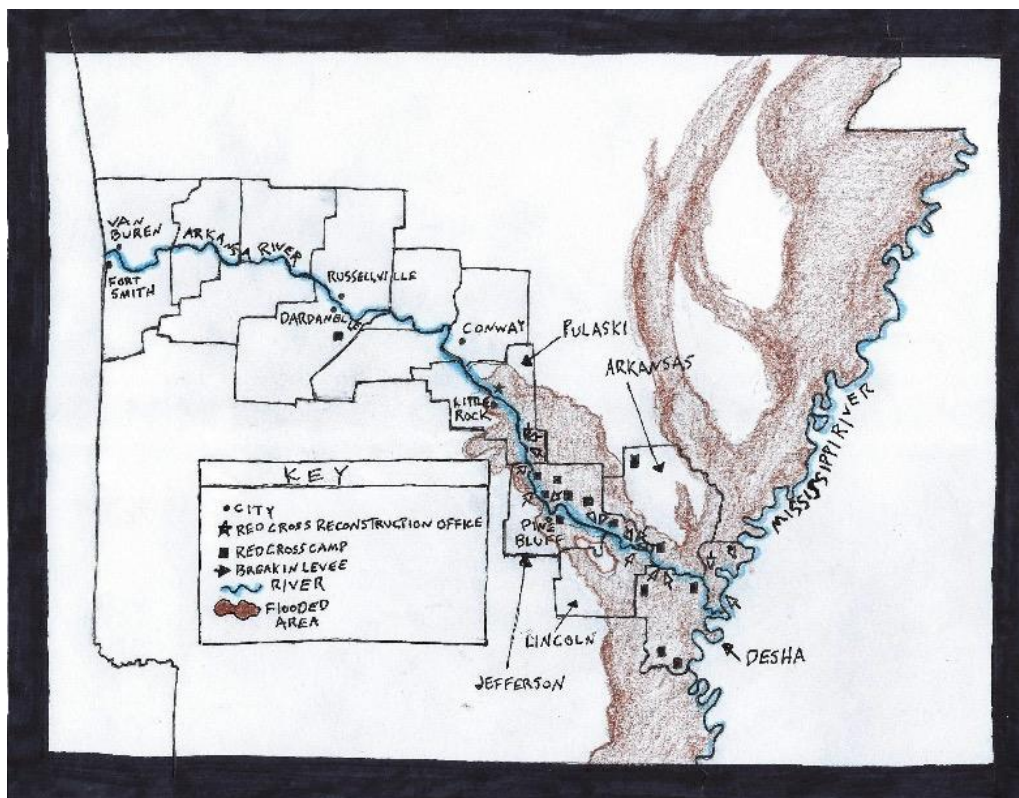 VAN
BUREN
ARKANSA RIVER
FORT
SMITH
RUSSELLVILLE
DARDANELLE
CONWAY
PULASKI
ARKANSAS
LITTLE
ROCK
MISSISSIPPI RIVER
PINE
BLUFF
LINCOLN
JEFFERSON
DESHA
KEY
CITY
RED CROSS RECONSTRUCTION OFFICE
RED CROSS CAMP
BREAK IN LEVEE
RIVER
FLOODED
AREA